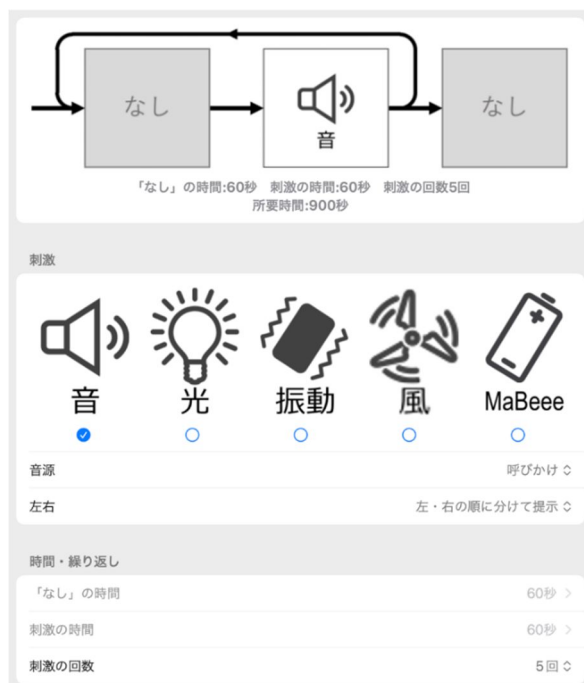 なし
音
なし
「なし」の時間:60秒 刺激の時間:60秒 刺激の回数5回
所要時間:900秒
刺激
音 光 振動 風 MaBeee
音源 呼びかけ
左右 左・右の順に分けて提示
時間・繰り返し
「なし」の時間 60秒
刺激の時間 60秒
刺激の回数 5回